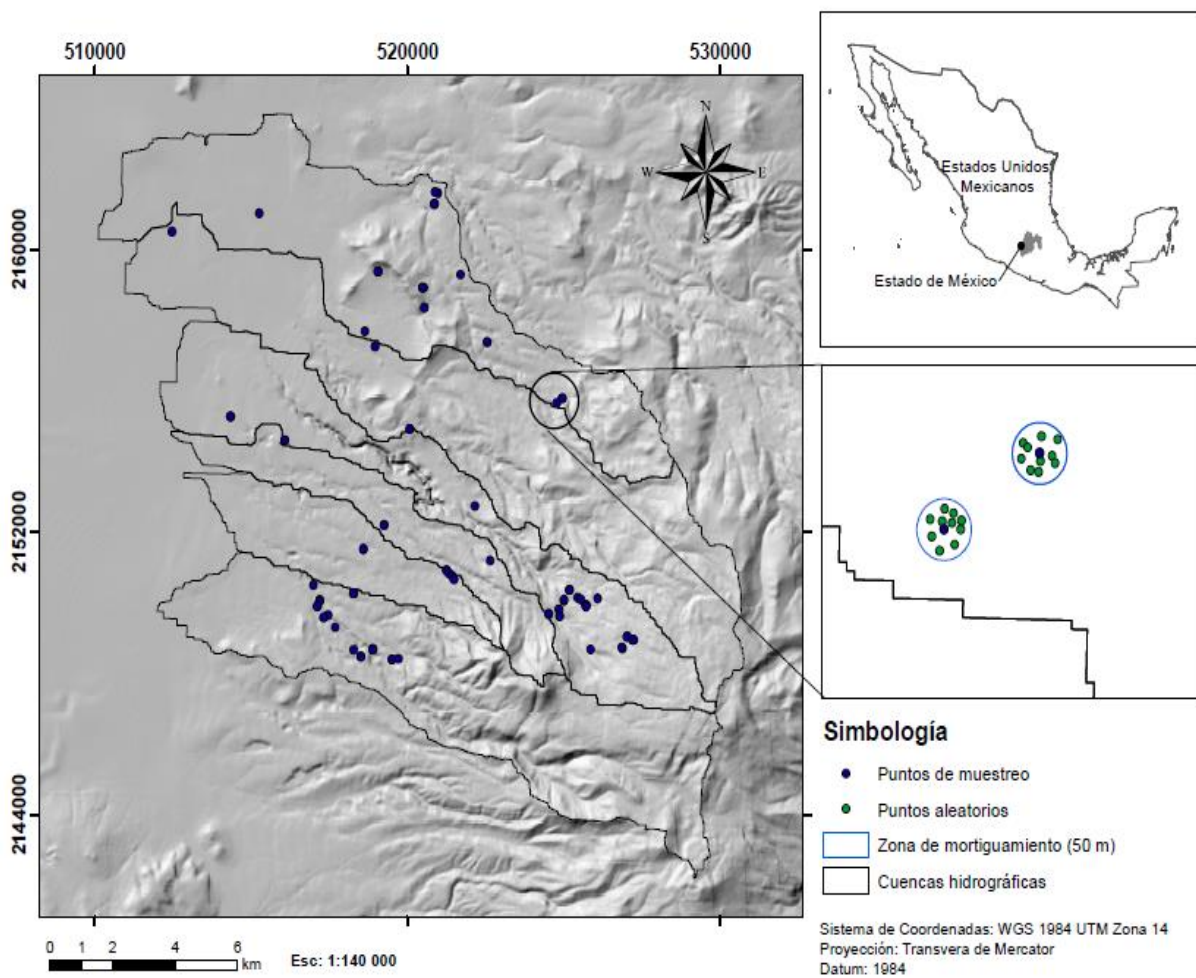 510000
520000
530000
2160000
2152000
2144000
N
W
E
S
Estados Unidos
Mexicanos
Estado de México
Simbología
Puntos de muestreo
Puntos aleatorios
Zona de mortiguamiento (50 m)
Cuencas hidrográficas
Sistema de Coordenadas: WGS 1984 UTM Zona 14
Proyección: Transvera de Mercator
Datum: 1984
0 1 2 4 6
km
Esc: 1:140 000